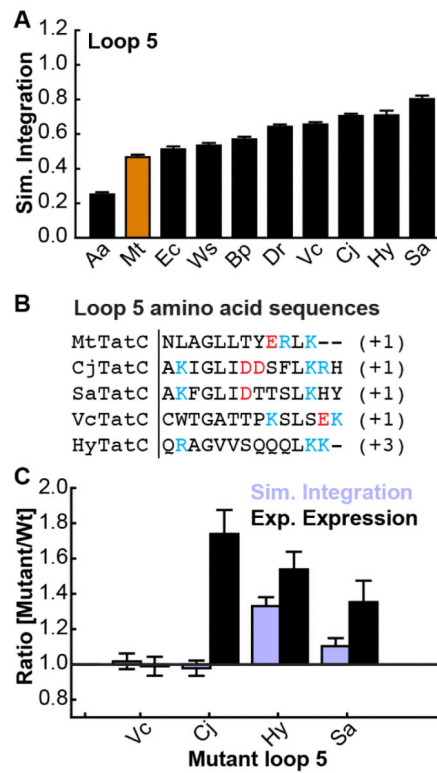 A
Loop 5
Sim. Integration
1.2
1.0
0.8
0.6
0.4
0.2
0.0
Aa Mt Ec Ws Bp Dr Vc Cj Hy Sa
B Loop 5 amino acid sequences
MtTatC NLAGLLTYERLK-- (+1)
CjTatC AKIGLIDDSFLKRH (+1)
SaTatC AKFGLIDTTSLKHY (+1)
VcTatC CWTGATTPKSLSEK (+1)
HyTatC QRAGVVSQQQLKK- (+3)
C
Ratio [Mutant/Wt]
2.0
1.8
1.6
1.4
1.2
1.0
0.8
Sim. Integration
Exp. Expression
Vc Cj Hy Sa
Mutant loop 5